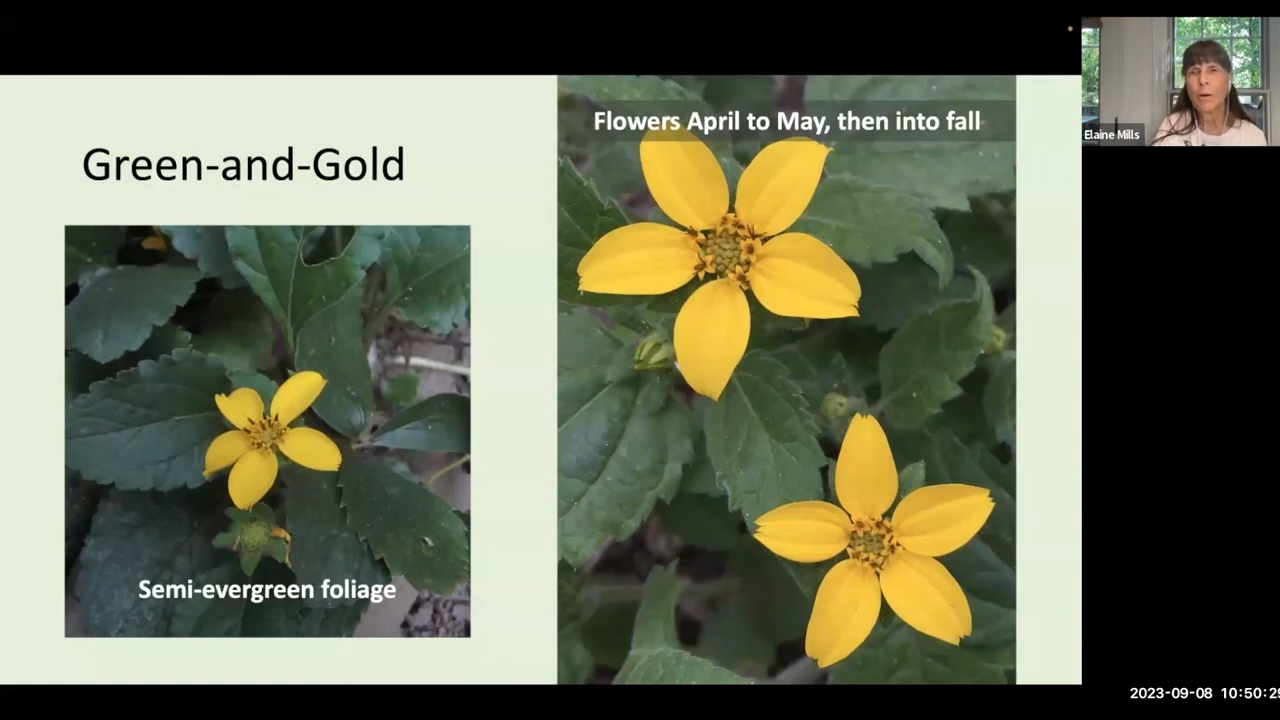 Green-and-Gold
Semi-evergreen foliage
Flowers April to May, then into fall
Elaine Mills
2023-09-08 10:50:29